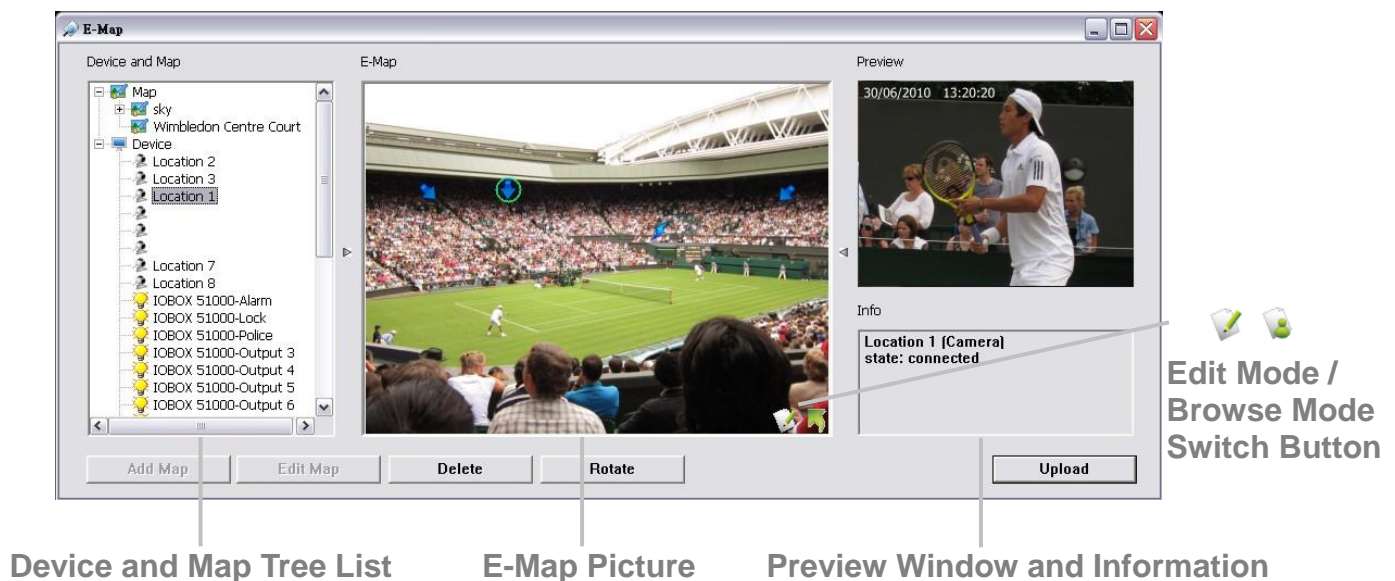 E-Map
Device and Map
E-Map
Preview
Map
sky
Wimbledon Centre Court
Device
Location 2
Location 3
Location 1
Location 7
Location 8
IOBOX 51000-Alarm
IOBOX 51000-Lock
IOBOX 51000-Police
IOBOX 51000-Output 3
IOBOX 51000-Output 4
IOBOX 51000-Output 5
IOBOX 51000-Output 6
30/06/2010 13:20:20
Info
Location 1 (Camera)
state: connected
Add Map
Edit Map
Delete
Rotate
Upload
Edit Mode /
Browse Mode
Switch Button
Device and Map Tree List
E-Map Picture
Preview Window and Information